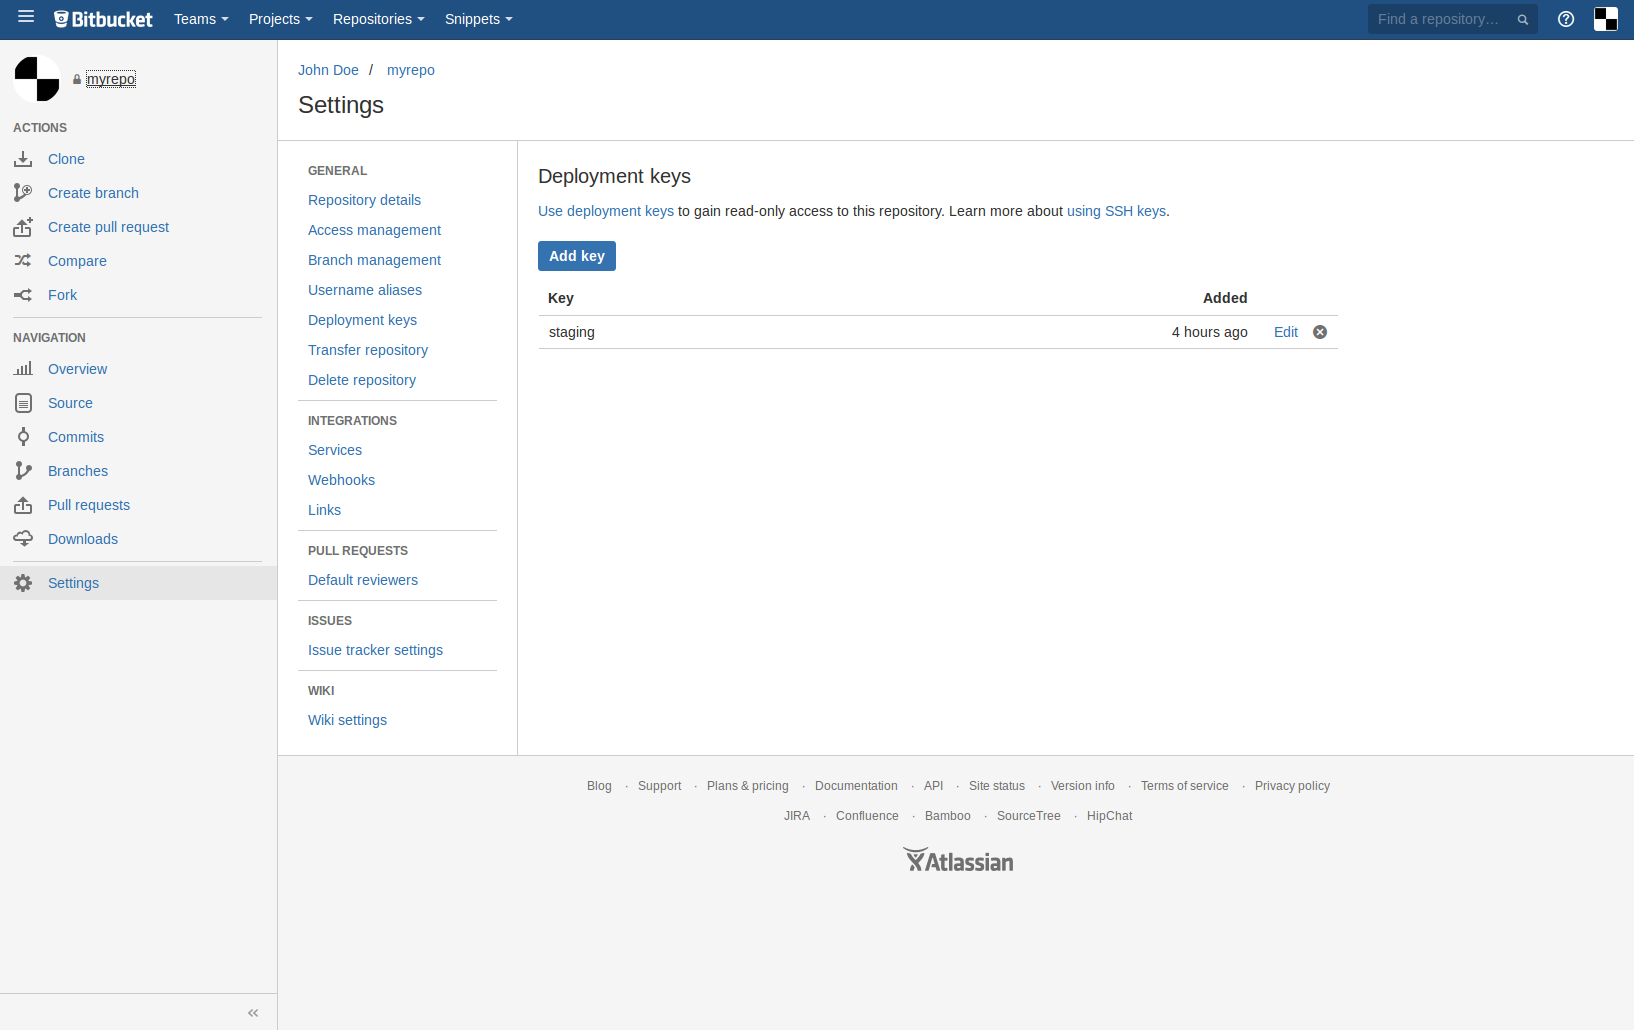 Bitbucket Teams Projects Repositories Snippets Find a repository…
myrepo
ACTIONS
Clone
Create branch
Create pull request
Compare
Fork
NAVIGATION
Overview
Source
Commits
Branches
Pull requests
Downloads
Settings
John Doe / myrepo
Settings
GENERAL
Repository details
Access management
Branch management
Username aliases
Deployment keys
Transfer repository
Delete repository
INTEGRATIONS
Services
Webhooks
Links
PULL REQUESTS
Default reviewers
ISSUES
Issue tracker settings
WIKI
Wiki settings
Deployment keys
Use deployment keys to gain read-only access to this repository. Learn more about using SSH keys.
Add key
Key Added
staging 4 hours ago Edit
Blog · Support · Plans & pricing · Documentation · API · Site status · Version info · Terms of service · Privacy policy
JIRA · Confluence · Bamboo · SourceTree · HipChat
Atlassian